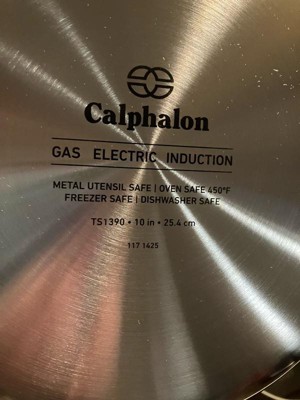 Calphalon
GAS ELECTRIC INDUCTION
METAL UTENSIL SAFE | OVEN SAFE 450°F
FREEZER SAFE | DISHWASHER SAFE
TS1390 • 10 in • 25.4 cm
117 1425